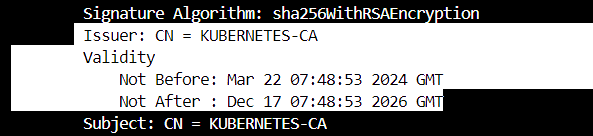 Signature Algorithm: sha256WithRSAEncryption
Issuer: CN = KUBERNETES-CA
Validity
Not Before: Mar 22 07:48:53 2024 GMT
Not After : Dec 17 07:48:53 2026 GMT
Subject: CN = KUBERNETES-CA